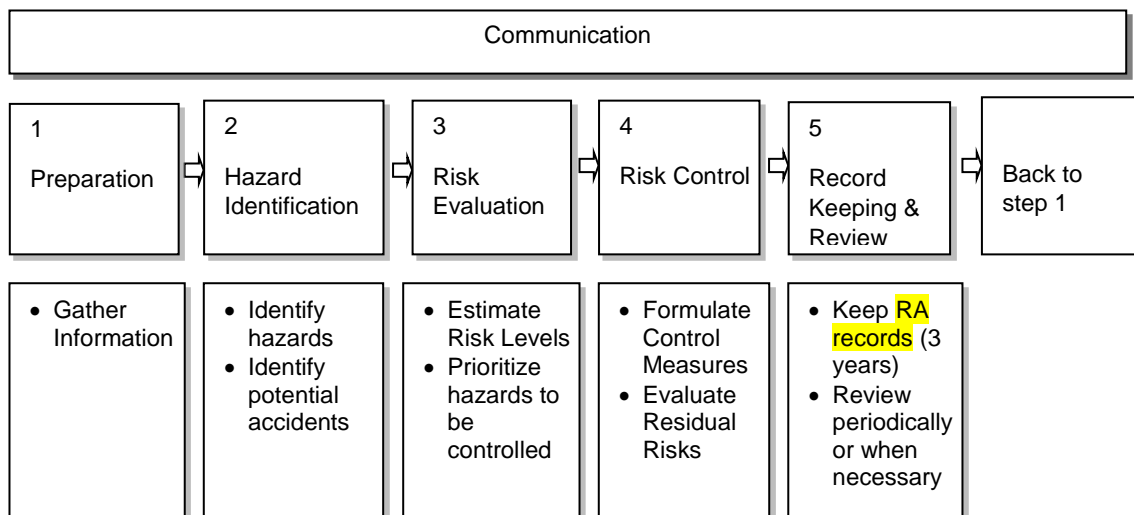 Communication
1
Preparation
2
Hazard
Identification
3
Risk
Evaluation
4
Risk Control
5
Record
Keeping &
Review
Back to
step 1
• Gather
Information
• Identify
hazards
• Identify
potential
accidents
• Estimate
Risk Levels
• Prioritize
hazards to
be
controlled
• Formulate
Control
Measures
• Evaluate
Residual
Risks
• Keep RA
records (3
years)
• Review
periodically
or when
necessary